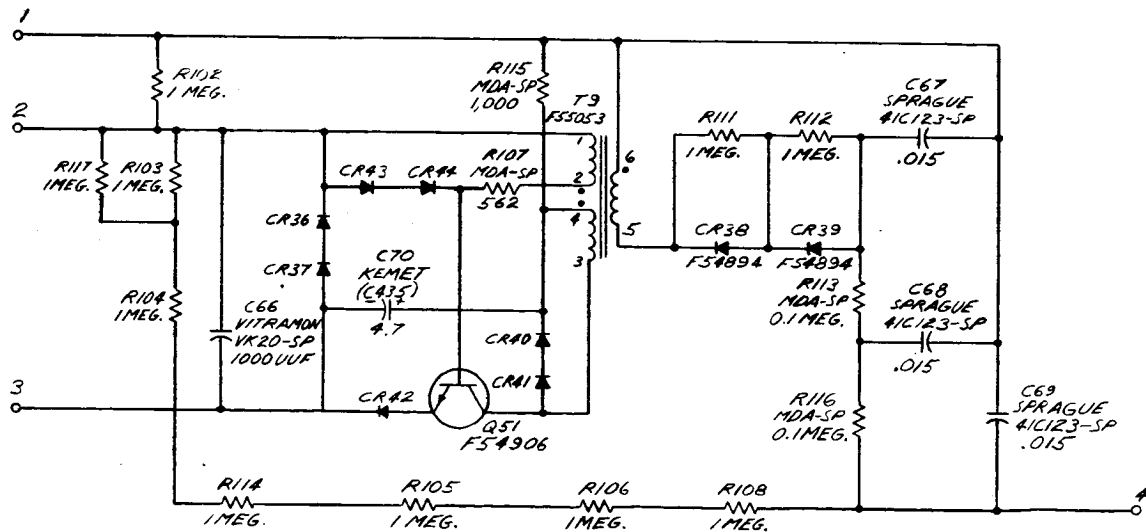 1
R102
1 MEG.
R115
MDA-SP
1,000
T9
F55053
C67
SPRAGUE
41C123-SP
.015
2
R117
1MEG.
R103
1 MEG.
CR43
CR44
R107
MDA-SP
562
1
2
4
3
6
5
R111
1MEG.
R112
1MEG.
CR36
CR37
C70
KEMET
(C435)
- +
4.7
CR38
F54894
CR39
F54894
R104
1MEG.
C66
VITRAMON
VK20-SP
1000 UUF
CR40
CR41
R113
MDA-SP
0.1MEG.
C68
SPRAGUE
41C123-SP
.015
3
CR42
Q51
F54906
R116
MDA-SP
0.1MEG.
C69
SPRAGUE
41C123-SP
.015
R114
1MEG.
R105
1MEG.
R106
1MEG.
R108
1MEG.
4